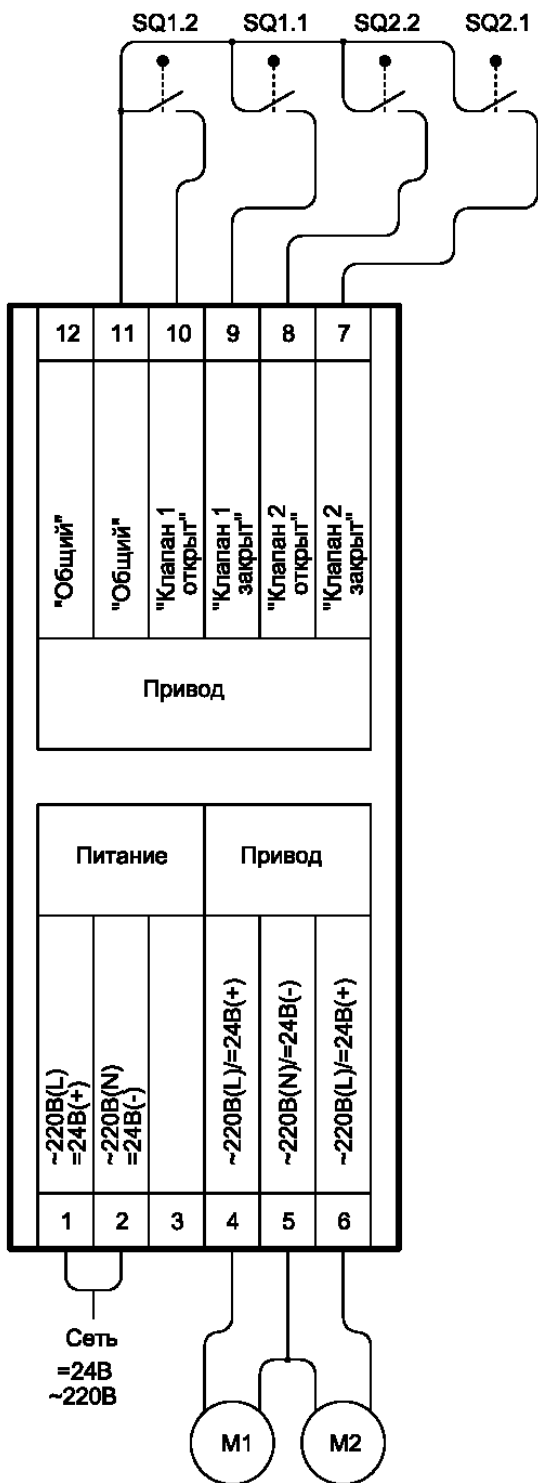 SQ1.2 SQ1.1 SQ2.2 SQ2.1
12 11 10 9 8 7
"Общий"
"Общий"
"Клапан 1
открыт"
"Клапан 1
закрыт"
"Клапан 2
открыт"
"Клапан 2
закрыт"
Привод
Питание Привод
~220В(L)
=24В(+)
~220В(N)
=24В(-)
~220В(L)/=24В(+)
~220В(N)/=24В(-)
~220В(L)/=24В(+)
1 2 3 4 5 6
Сеть
=24В
~220В
М1 М2